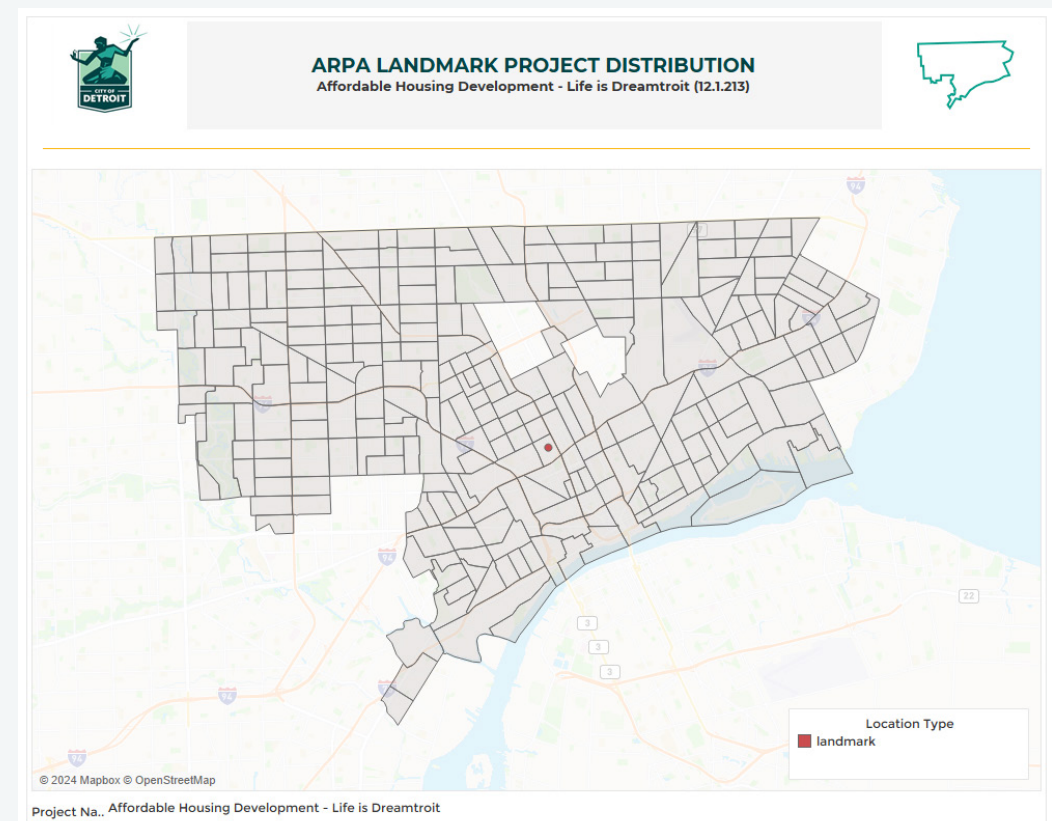 CITY OF
DETROIT
ARPA LANDMARK PROJECT DISTRIBUTION
Affordable Housing Development - Life is Dreamtroit (12.1.213)
94
94
94
94
94
3
3
3
22
Location Type
landmark
© 2024 Mapbox © OpenStreetMap
Project Na.. Affordable Housing Development - Life is Dreamtroit